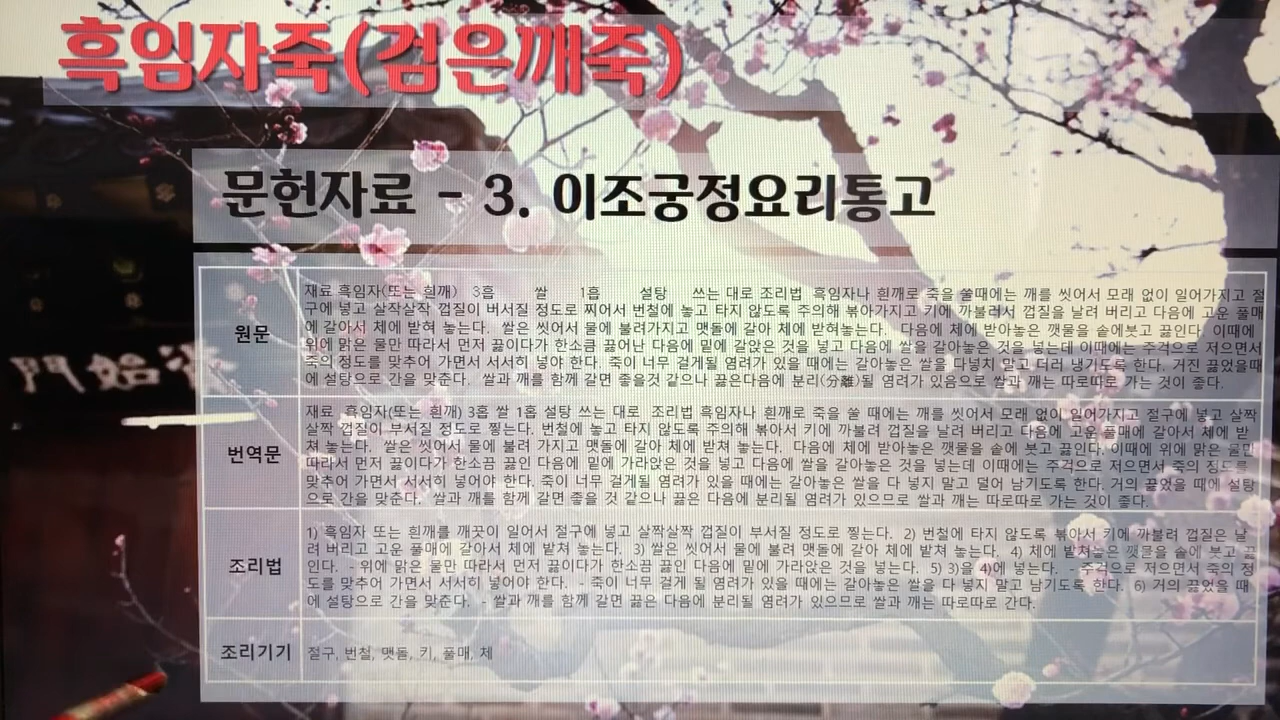 흑임자죽(검은깨죽)
문헌자료 - 3. 이조궁정요리통고
원문
재료 흑임자(또는 흰깨) 3흡 쌀 1흡 설탕 쓰는 대로 조리법 흑임자나 흰깨로 죽을 쑬때에는 깨를 씻어서 모래 없이 일어가지고 절
구에 넣고 살작살작 껍질이 버서질 정도로 찌어서 번철에 놓고 타지 않도록 주의해 볶아가지고 키에 까불러서 껍질을 날려 버리고 다음에 고운 풀매
에 갈아서 체에 받혀 놓는다. 쌀은 씻어서 물에 불려가지고 맷돌에 갈아 체에 받혀놓는다. 다음에 체에 받아놓은 깻물을 솥에붓고 끓인다. 이때에
위에 맑은 물만 따라서 먼저 끓이다가 한소큼 끓어난 다음에 밑에 갈앉은 것을 넣고 다음에 쌀을 갈아놓은 것을 넣는데 이때에는 주걱으로 저으면서
죽의 정도를 맞추어 가면서 서서히 넣야 한다. 죽이 너무 걸게될 염려가 있을 때에는 갈아놓은 쌀을 다넣치 말고 더러 냉기도록 한다. 거진 끓었을때
에 설탕으로 간을 맞춘다. 쌀과 깨를 함께 갈면 좋을것 같으나 끓은다음에 분리(分離)될 염려가 있음으로 쌀과 깨는 따로따로 가는 것이 좋다.
번역문
재료 흑임자(또는 흰깨) 3홉 쌀 1홉 설탕 쓰는 대로 조리법 흑임자나 흰깨로 죽을 쑬 때에는 깨를 씻어서 모래 없이 일어가지고 절구에 넣고 살짝
살짝 껍질이 부서질 정도로 찧는다. 번철에 놓고 타지 않도록 주의해 볶아서 키에 까불려 껍질을 날려 버리고 다음에 고운 풀매에 갈아서 체에 받
쳐 놓는다. 쌀은 씻어서 물에 불려 가지고 맷돌에 갈아 체에 받쳐 놓는다. 다음에 체에 받쳐놓은 깻물을 솥에 붓고 끓인다. 이때에 위에 맑은 물만
따라서 먼저 끓이다가 한소끔 끓인 다음에 밑에 가라앉은 것을 넣고 다음에 쌀을 갈아놓은 것을 넣는데 이때에는 주걱으로 저으면서 죽의 정도를
맞추어 가면서 서서히 넣어야 한다. 죽이 너무 걸게될 염려가 있을 때에는 갈아놓은 쌀을 다 넣지 말고 덜어 남기도록 한다. 거의 끓었을 때에 설탕
으로 간을 맞춘다. 쌀과 깨를 함께 갈면 좋을 것 같으나 끓은 다음에 분리될 염려가 있으므로 쌀과 깨는 따로따로 가는 것이 좋다.
조리법
1) 흑임자 또는 흰깨를 깨끗이 일어서 절구에 넣고 살짝살짝 껍질이 부서질 정도로 찧는다. 2) 번철에 타지 않도록 볶아서 키에 까불려 껍질은 날
려 버리고 고운 풀매에 갈아서 체에 밭쳐 놓는다. 3) 쌀은 씻어서 물에 불려 맷돌에 갈아 체에 밭쳐 놓는다. 4) 체에 밭쳐놓은 깻물을 솥에 붓고 끓
인다. - 위에 맑은 물만 따라서 먼저 끓이다가 한소끔 끓인 다음에 밑에 가라앉은 것을 넣는다. 5) 3)을 4)에 넣는다. - 주걱으로 저으면서 죽의 정
도를 맞추어 가면서 서서히 넣어야 한다. - 죽이 너무 걸게 될 염려가 있을 때에는 갈아놓은 쌀을 다 넣지 말고 남기도록 한다. 6) 거의 끓었을 때
에 설탕으로 간을 맞춘다. - 쌀과 깨를 함께 갈면 끓은 다음에 분리될 염려가 있으므로 쌀과 깨는 따로따로 간다.
조리기기
절구, 번철, 맷돌, 키, 풀매, 체